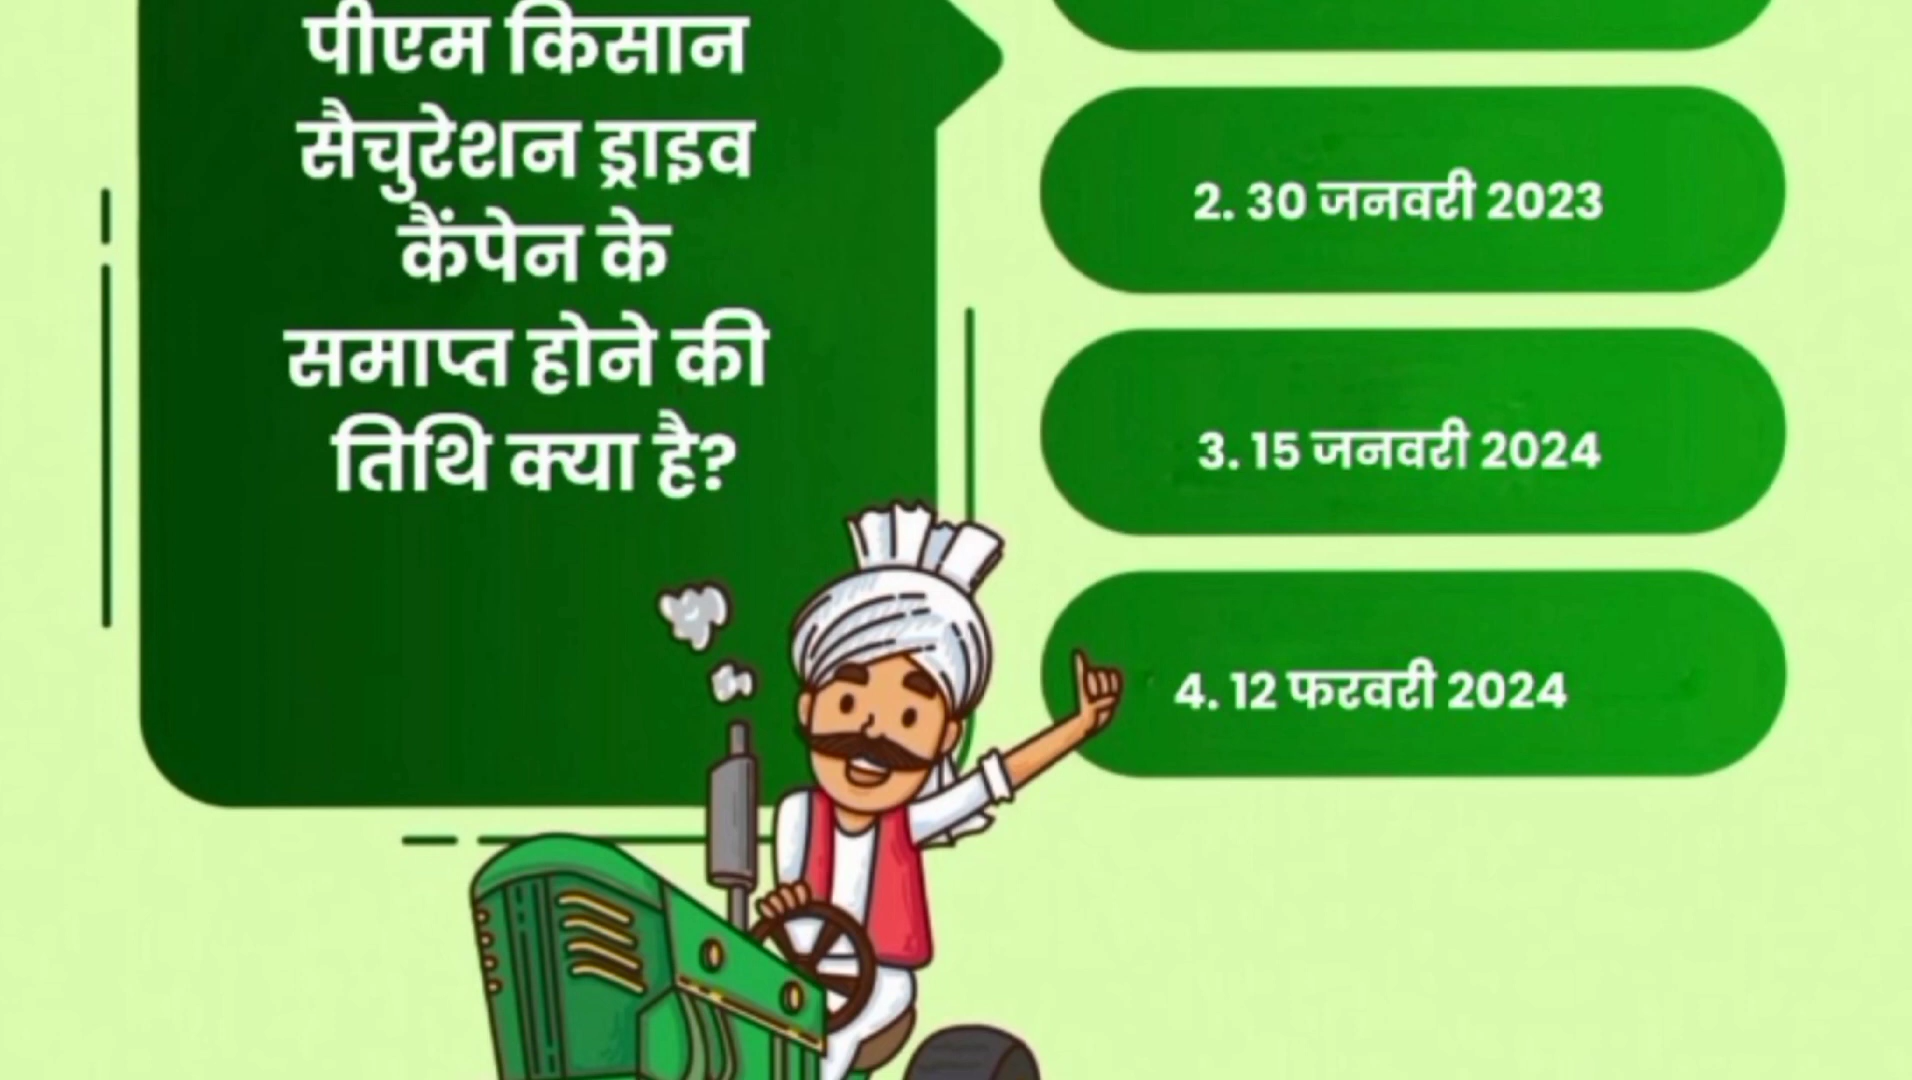 पीएम किसान
सैचुरेशन ड्राइव
कैंपेन के
समाप्त होने की
तिथि क्या है?
2. 30 जनवरी 2023
3. 15 जनवरी 2024
4. 12 फरवरी 2024